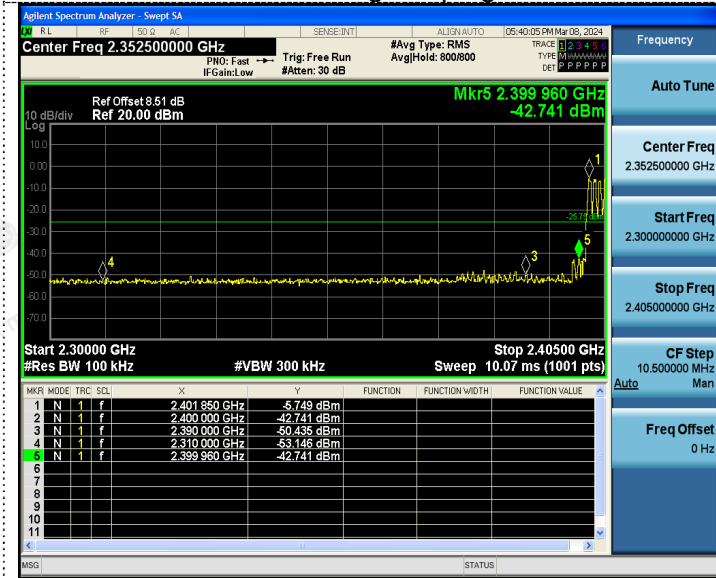 Agilent Spectrum Analyzer - Swept SA
RL RF 50 Ω AC SENSE:INT ALIGN AUTO 05:40:05 PM Mar 08, 2024
Center Freq 2.352500000 GHz #Avg Type: RMS TRACE 1 2 3 4 5 6
PNO: Fast Trig: Free Run Avg|Hold: 800/800 TYPE M
IFGain:Low #Atten: 30 dB DET P P P P P P
Mkr5 2.399 960 GHz
-42.741 dBm
Ref Offset 8.51 dB
10 dB/div Ref 20.00 dBm
Log
10.0
0.00
-10.0
-20.0
-30.0
-40.0
-50.0
-60.0
-70.0
1
-25.75 dBm
5
3
4
Start 2.30000 GHz Stop 2.40500 GHz
#Res BW 100 kHz #VBW 300 kHz Sweep 10.07 ms (1001 pts)
MKR MODE TRC SCL X Y FUNCTION FUNCTION WIDTH FUNCTION VALUE
1 N 1 f 2.401 850 GHz -5.749 dBm
2 N 1 f 2.400 000 GHz -42.741 dBm
3 N 1 f 2.390 000 GHz -50.435 dBm
4 N 1 f 2.310 000 GHz -53.146 dBm
5 N 1 f 2.399 960 GHz -42.741 dBm
6
7
8
9
10
11
MSG STATUS
Frequency
Auto Tune
Center Freq
2.352500000 GHz
Start Freq
2.300000000 GHz
Stop Freq
2.405000000 GHz
CF Step
10.500000 MHz
Auto Man
Freq Offset
0 Hz